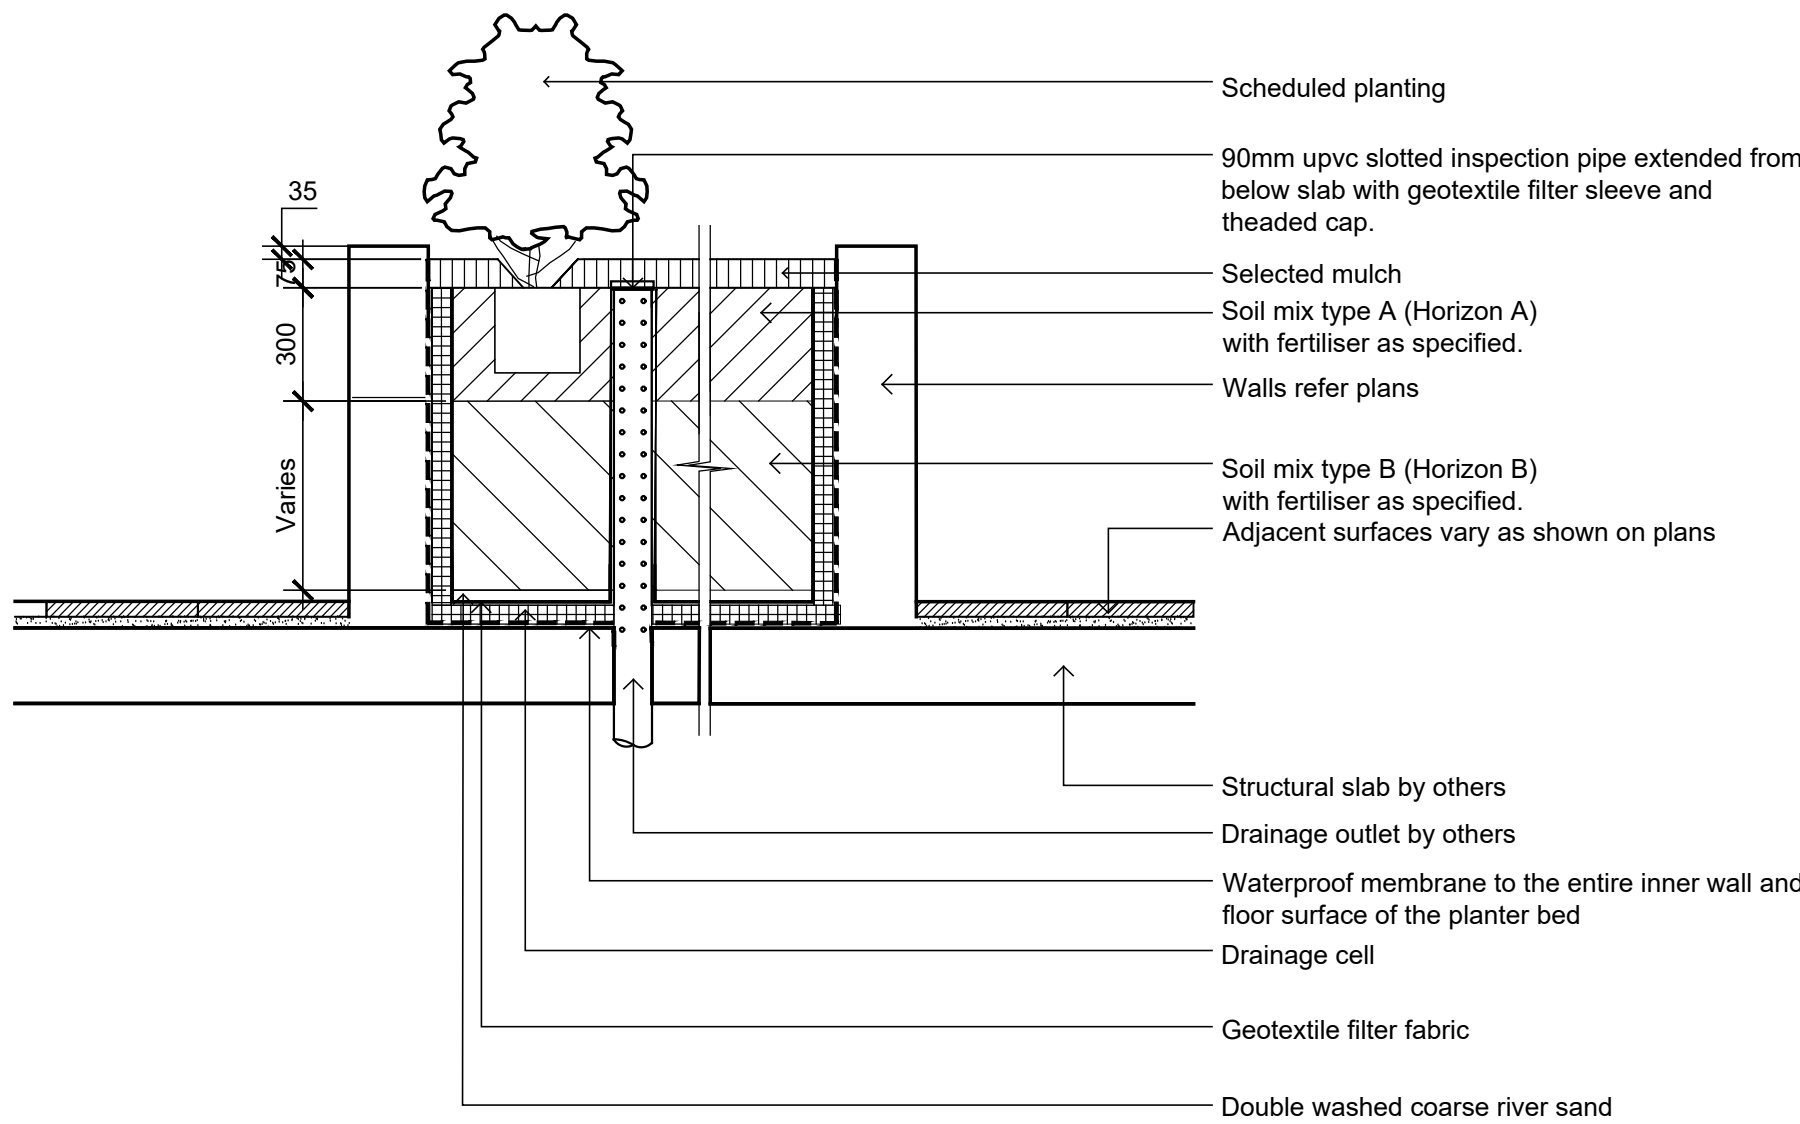 Scheduled planting
90mm upvc slotted inspection pipe extended from
below slab with geotextile filter sleeve and
theaded cap.
35
75
Selected mulch
Soil mix type A (Horizon A)
with fertiliser as specified.
300
Walls refer plans
Varies
Soil mix type B (Horizon B)
with fertiliser as specified.
Adjacent surfaces vary as shown on plans
Structural slab by others
Drainage outlet by others
Waterproof membrane to the entire inner wall and
floor surface of the planter bed
Drainage cell
Geotextile filter fabric
Double washed coarse river sand